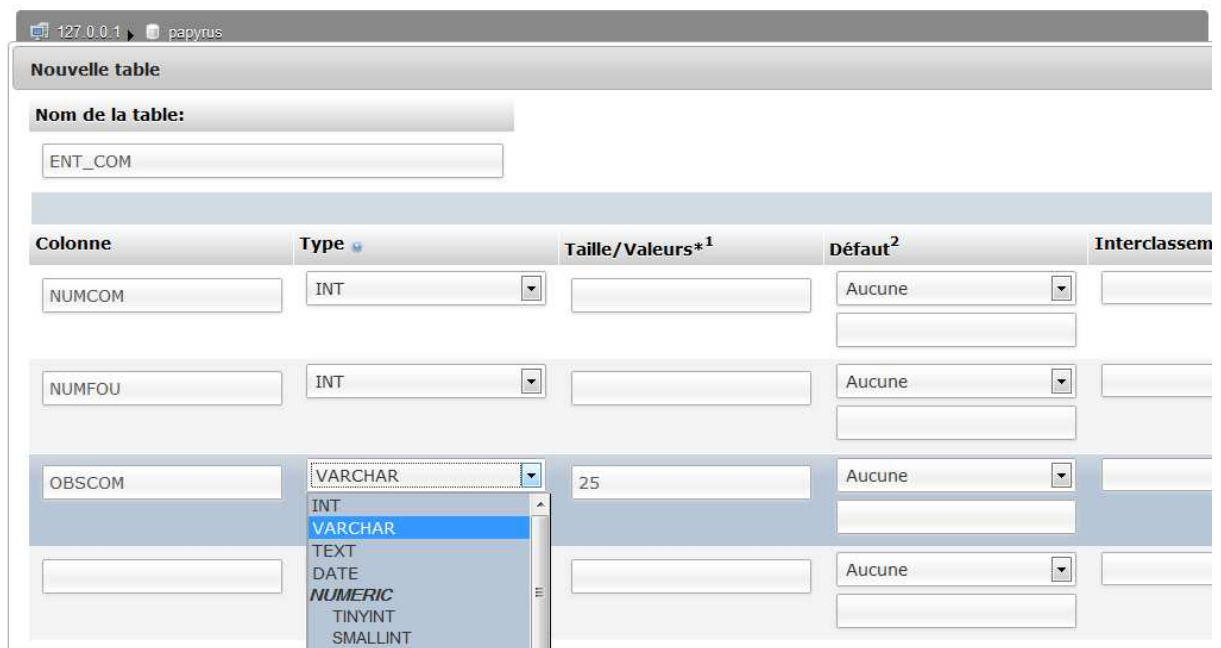 127.0.0.1 papyrus
Nouvelle table
Nom de la table:
ENT_COM
Colonne Type Taille/Valeurs*1 Défaut2 Interclassem
NUMCOM INT Aucune
NUMFOU INT Aucune
OBSCOM VARCHAR 25 Aucune
INT
VARCHAR
TEXT
DATE
Aucune
NUMERIC
TINYINT
SMALLINT